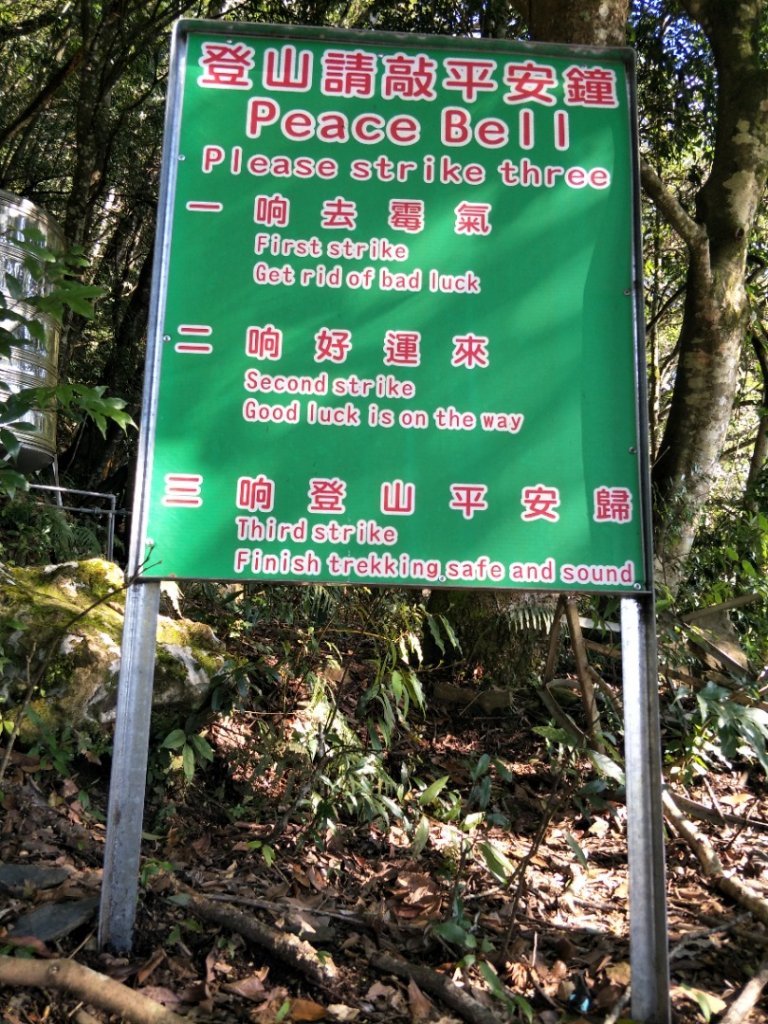 登山請敲平安鐘
Peace Bell
Please strike three
一 响 去 霉 氣
First strike
Get rid of bad luck
二 响 好 運 來
Second strike
Good luck is on the way
三 响 登 山 平 安 歸
Third strike
Finish trekking safe and sound